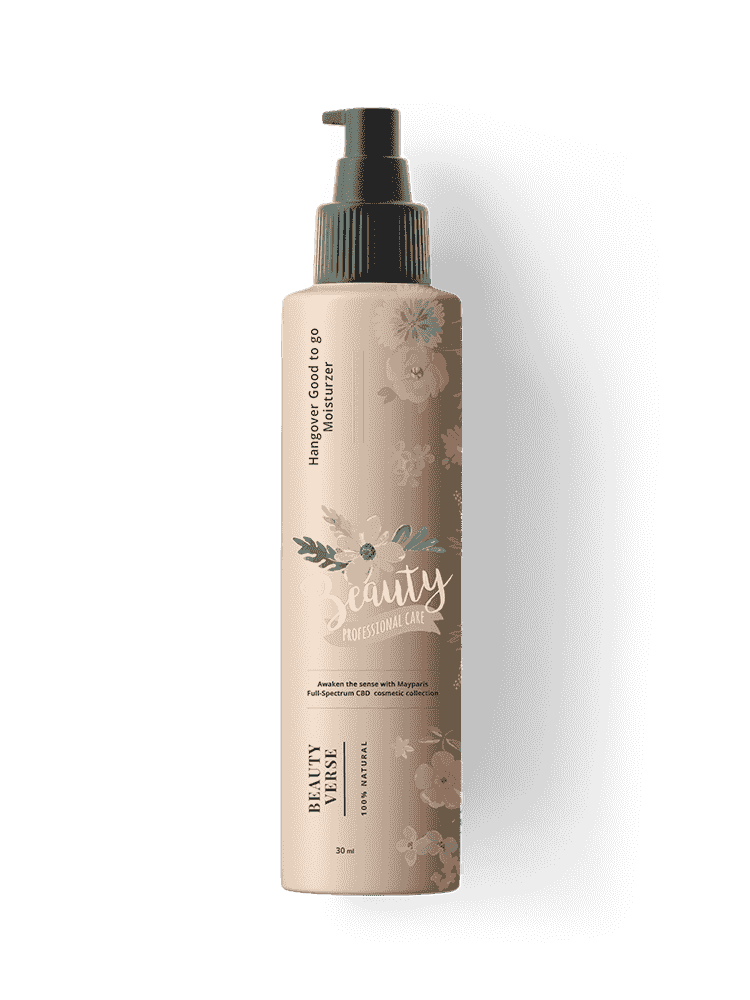 Hangover Good to go
Moisturzer
Beauty
PROFESSIONAL CARE
Awaken the sense with Mayparis
Full-Spectrum CBD cosmetic collection
BEAUTY
VERSE
100% NATURAL
30 ml